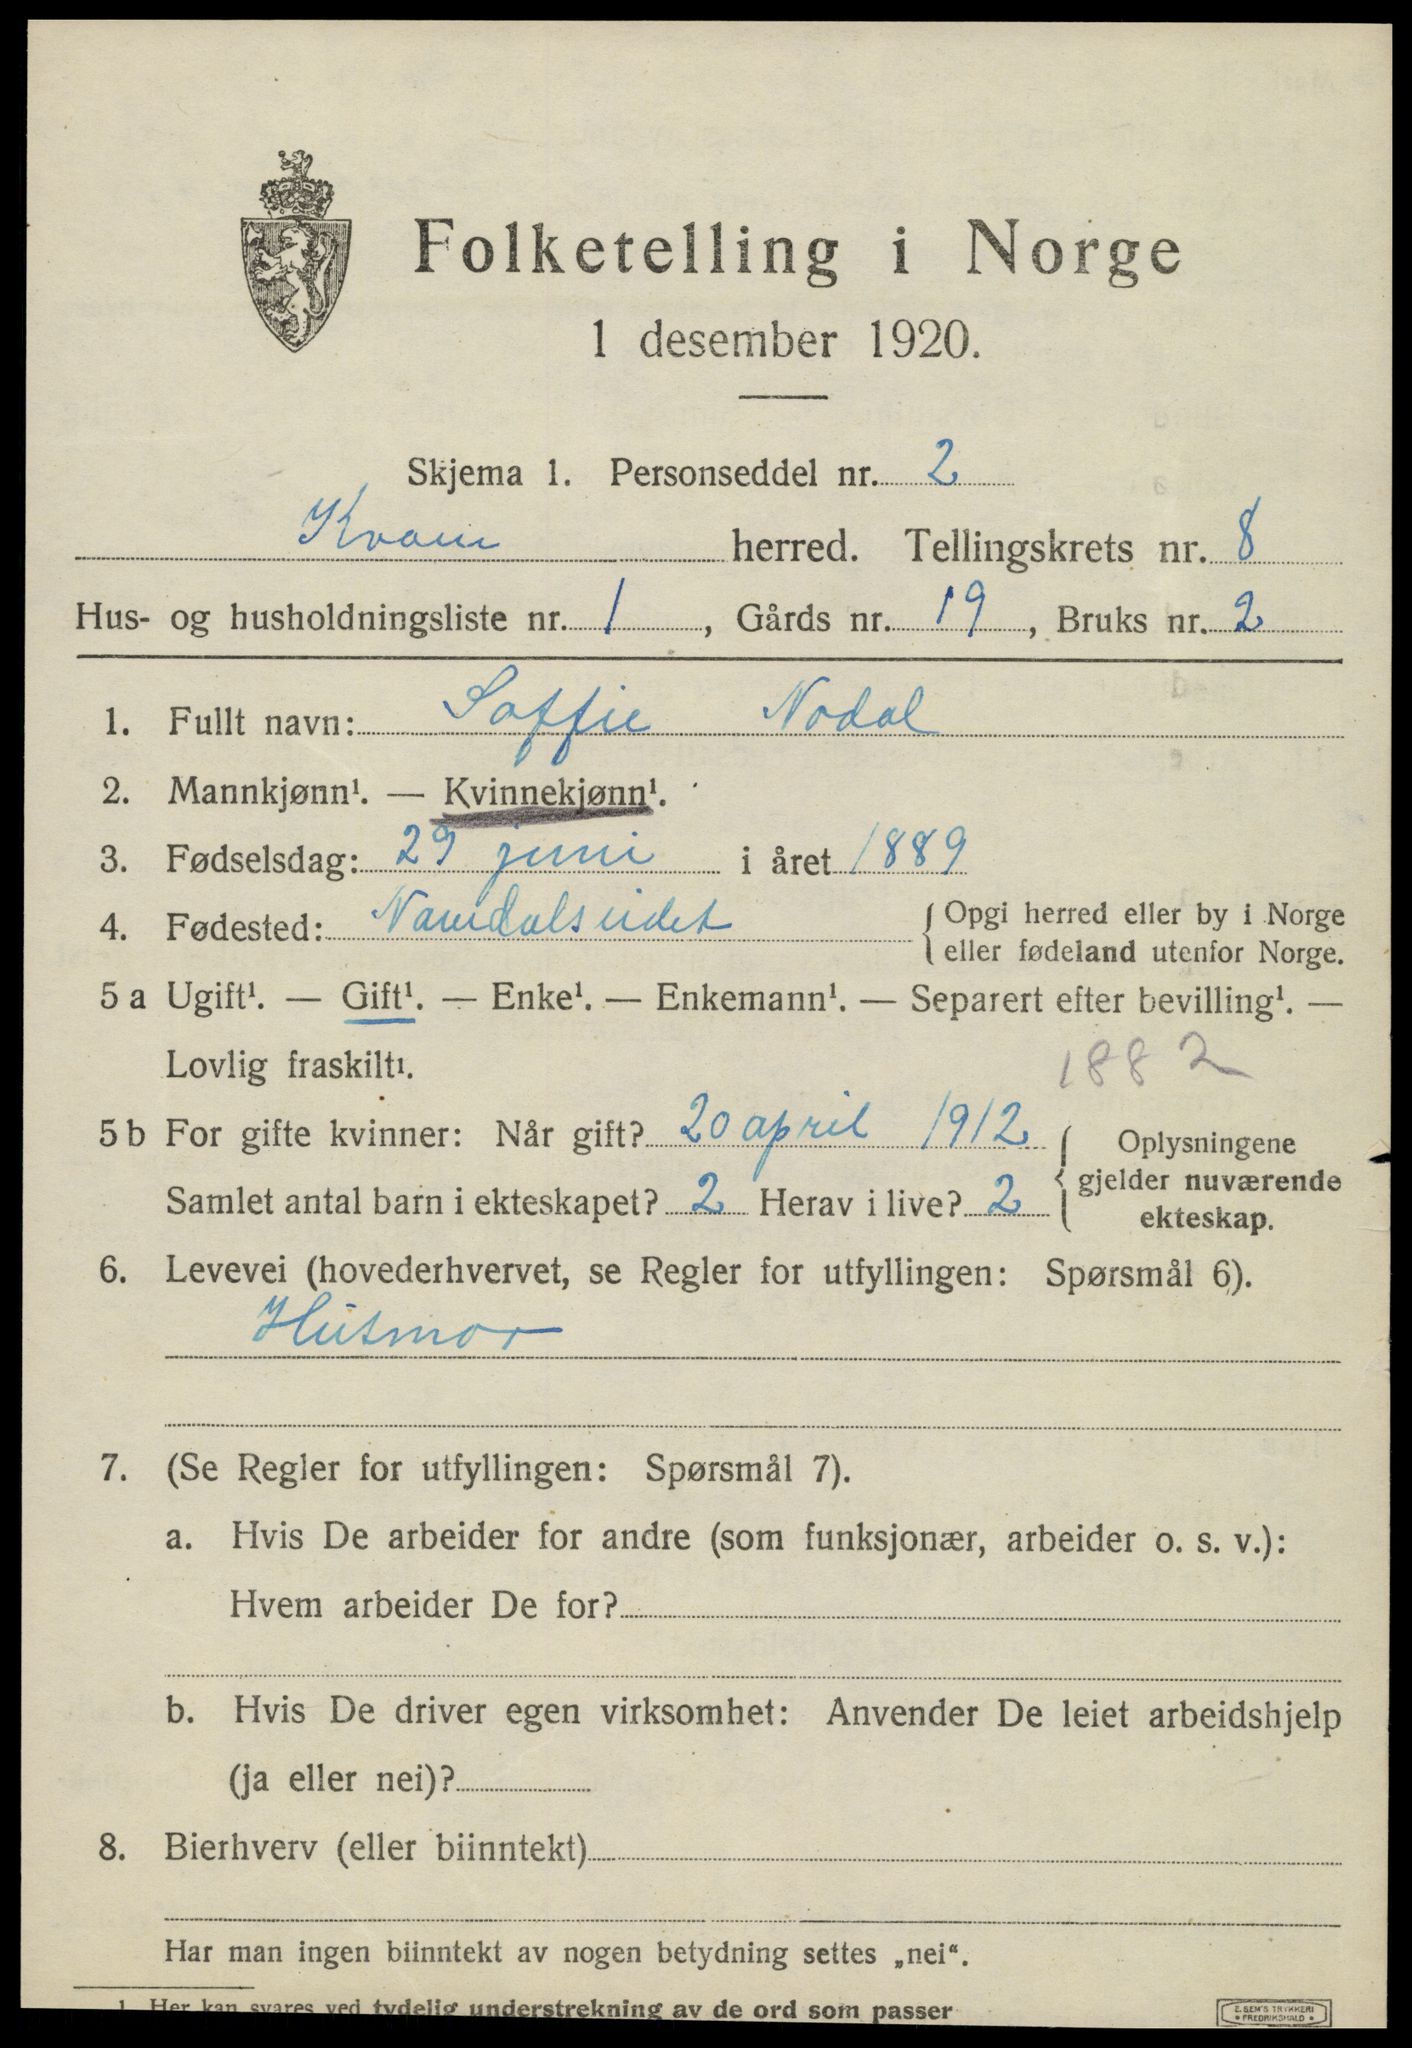 Folketelling i Norge
1 desember 1920.
Skjema 1. Personseddel nr. 2
Kvam herred. Tellingskrets nr. 8
Hus- og husholdningsliste nr. 1, Gårds nr. 19, Bruks nr. 2
1. Fullt navn: Soffie Nodal
2. Mannkjønn¹. — Kvinnekjønn¹.
3. Fødselsdag: 29 juni i året 1889
4. Fødested: Namdalseidet { Opgi herred eller by i Norge
eller fødeland utenfor Norge.
5 a Ugift¹. — Gift¹. — Enke¹. — Enkemann¹. — Separert efter bevilling¹. —
Lovlig fraskilt¹.
1882
5 b For gifte kvinner: Når gift? 20 april 1912
Samlet antal barn i ekteskapet? 2 Herav i live? 2
{ Oplysningene
gjelder nuværende
ekteskap.
6. Levevei (hovederhvervet, se Regler for utfyllingen: Spørsmål 6).
Husmor
7. (Se Regler for utfyllingen: Spørsmål 7).
a. Hvis De arbeider for andre (som funksjonær, arbeider o. s. v.):
Hvem arbeider De for?
b. Hvis De driver egen virksomhet: Anvender De leiet arbeidshjelp
(ja eller nei)?
8. Bierhverv (eller biinntekt)
Har man ingen biinntekt av nogen betydning settes „nei“.
1 Her kan svares ved tydelig understrekning av de ord som passer
E. SEM'S TRYKKERI
FREDRIKSHALD